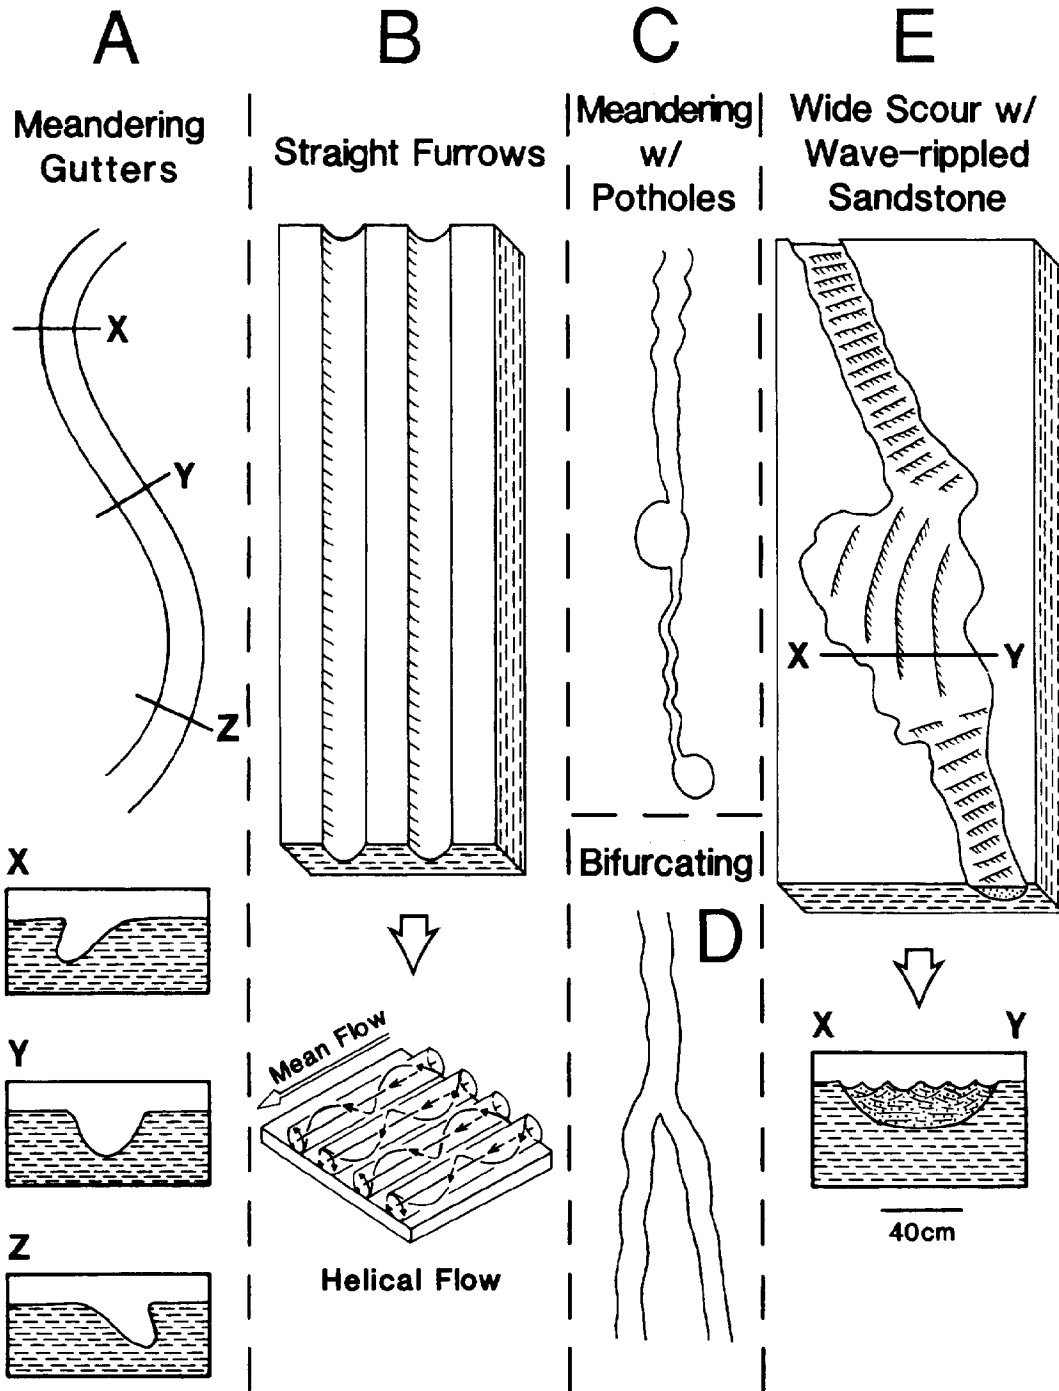 A
Meandering
Gutters
X
Y
Z
X
Y
Z
B
Straight Furrows
Mean Flow
Helical Flow
C
Meandering
w/
Potholes
Bifurcating
D
E
Wide Scour w/
Wave-rippled
Sandstone
X Y
X Y
40cm